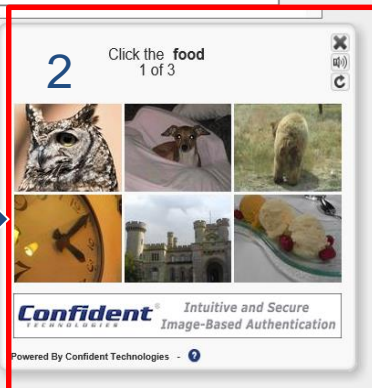 2
Click the food
1 of 3
Confident®
TECHNOLOGIES
Intuitive and Secure
Image-Based Authentication
Powered By Confident Technologies - ?